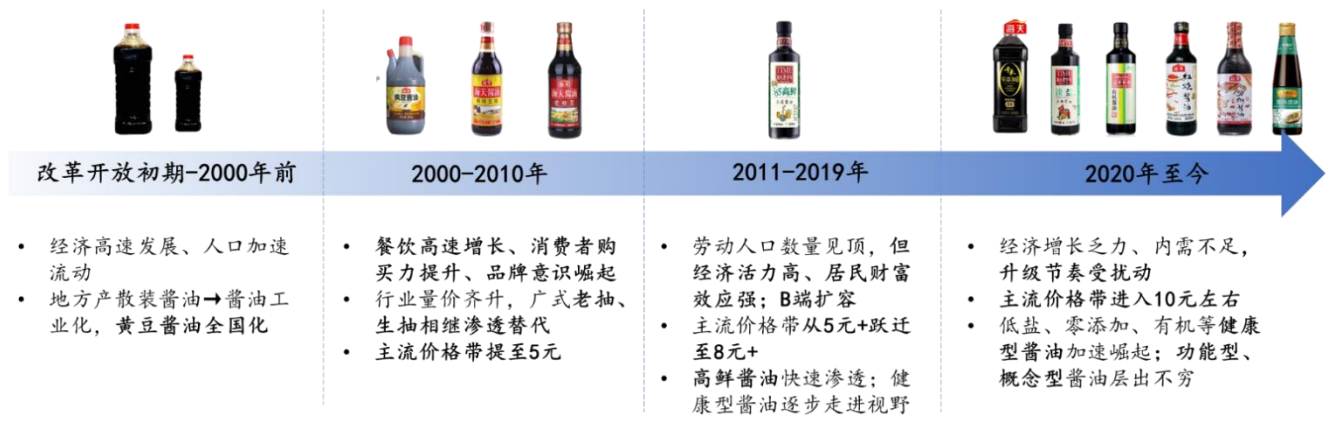 海天
改革开放初期-2000年前
2000-2010年
2011-2019年
2020年至今
• 经济高速发展、人口加速
流动
• 地方产散装酱油→酱油工
业化，黄豆酱油全国化
• 餐饮高速增长、消费者购
买力提升、品牌意识崛起
• 行业量价齐升，广式老抽、
生抽相继渗透替代
• 主流价格带提至5元
• 劳动人口数量见顶，但
经济活力高、居民财富
效应强；B端扩容
• 主流价格带从5元+跃迁
至8元+
• 高鲜酱油快速渗透；健
康型酱油逐步走进视野
• 经济增长乏力、内需不足，
升级节奏受扰动
• 主流价格带进入10元左右
• 低盐、零添加、有机等健康
型酱油加速崛起；功能型、
概念型酱油层出不穷